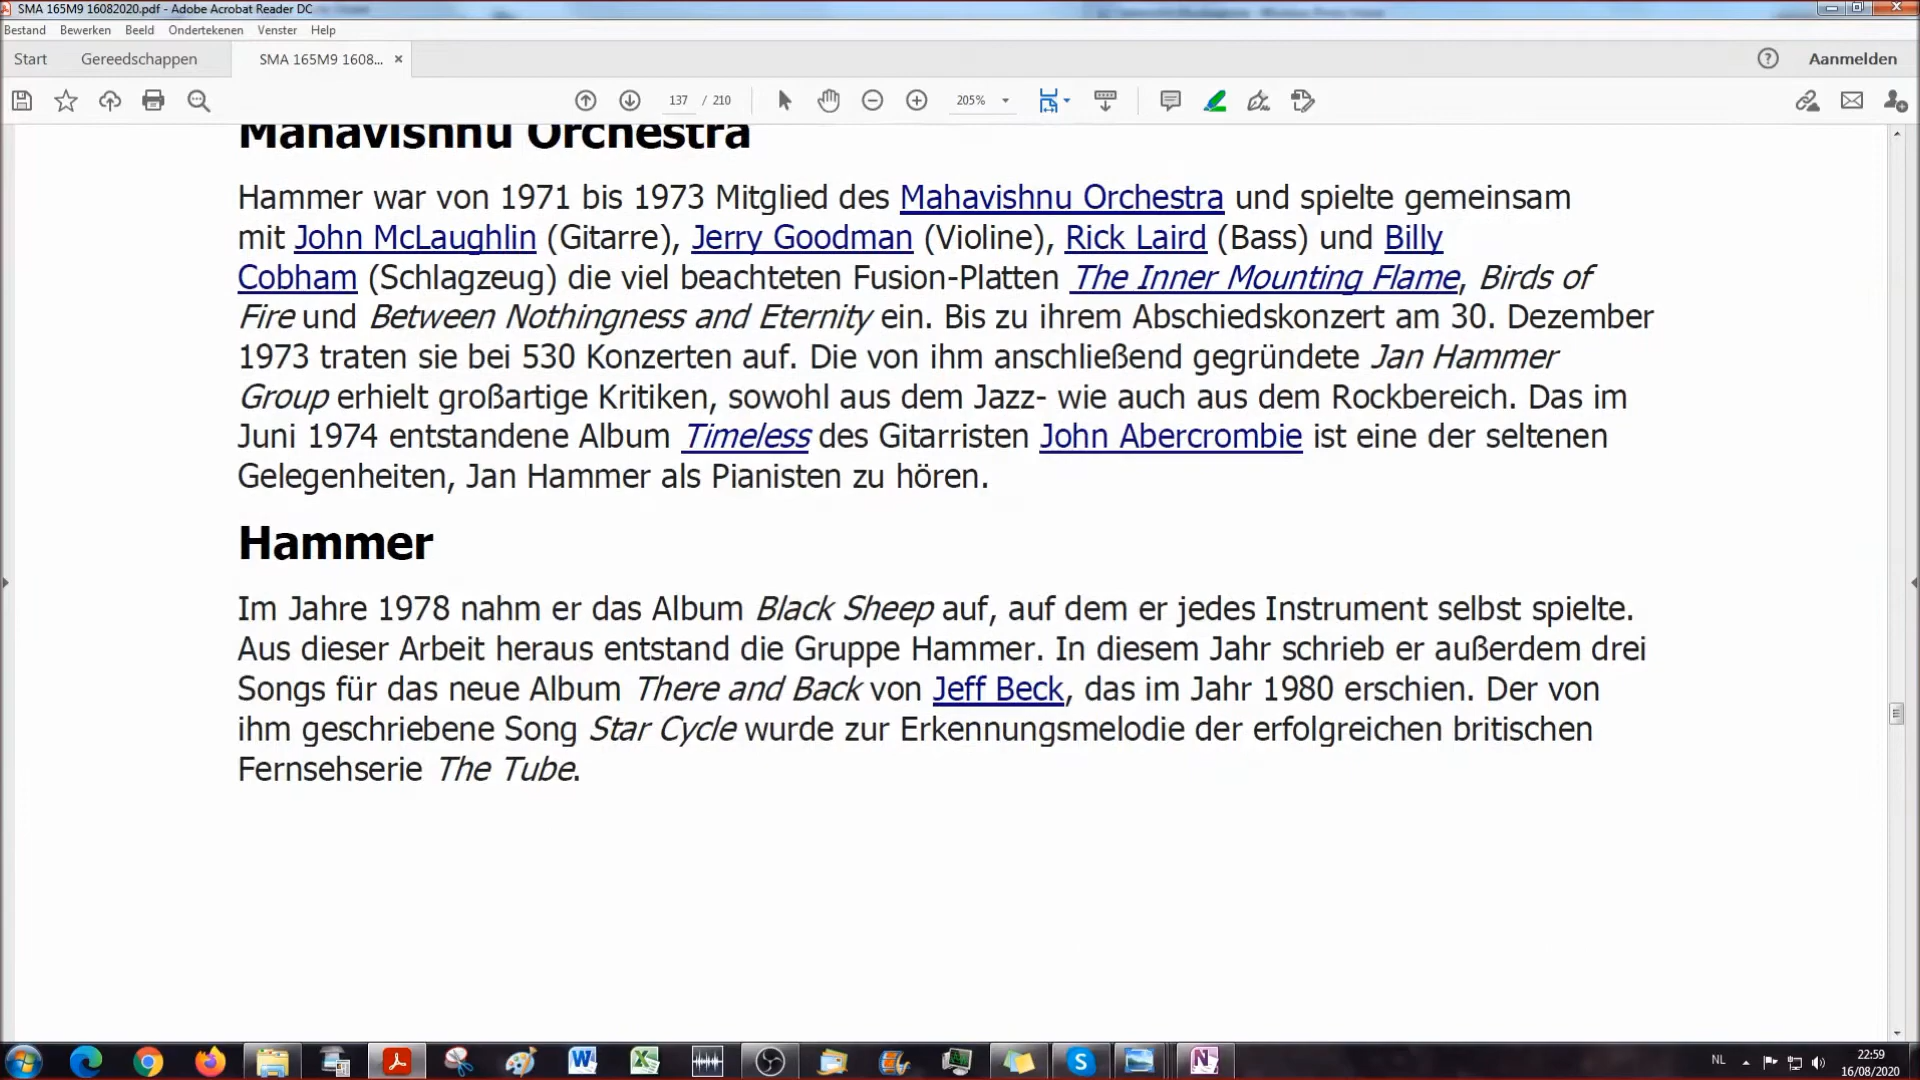 SMA 165M9 16082020.pdf - Adobe Acrobat Reader DC
Bestand Bewerken Beeld Ondertekenen Venster Help
Start Gereedschappen SMA 165M9 1608... × Aanmelden
137 / 210 205%
Mahavishnu Orchestra
Hammer war von 1971 bis 1973 Mitglied des Mahavishnu Orchestra und spielte gemeinsam
mit John McLaughlin (Gitarre), Jerry Goodman (Violine), Rick Laird (Bass) und Billy
Cobham (Schlagzeug) die viel beachteten Fusion-Platten The Inner Mounting Flame, Birds of
Fire und Between Nothingness and Eternity ein. Bis zu ihrem Abschiedskonzert am 30. Dezember
1973 traten sie bei 530 Konzerten auf. Die von ihm anschließend gegründete Jan Hammer
Group erhielt großartige Kritiken, sowohl aus dem Jazz- wie auch aus dem Rockbereich. Das im
Juni 1974 entstandene Album Timeless des Gitarristen John Abercrombie ist eine der seltenen
Gelegenheiten, Jan Hammer als Pianisten zu hören.
Hammer
Im Jahre 1978 nahm er das Album Black Sheep auf, auf dem er jedes Instrument selbst spielte.
Aus dieser Arbeit heraus entstand die Gruppe Hammer. In diesem Jahr schrieb er außerdem drei
Songs für das neue Album There and Back von Jeff Beck, das im Jahr 1980 erschien. Der von
ihm geschriebene Song Star Cycle wurde zur Erkennungsmelodie der erfolgreichen britischen
Fernsehserie The Tube.
NL 22:59
16/08/2020